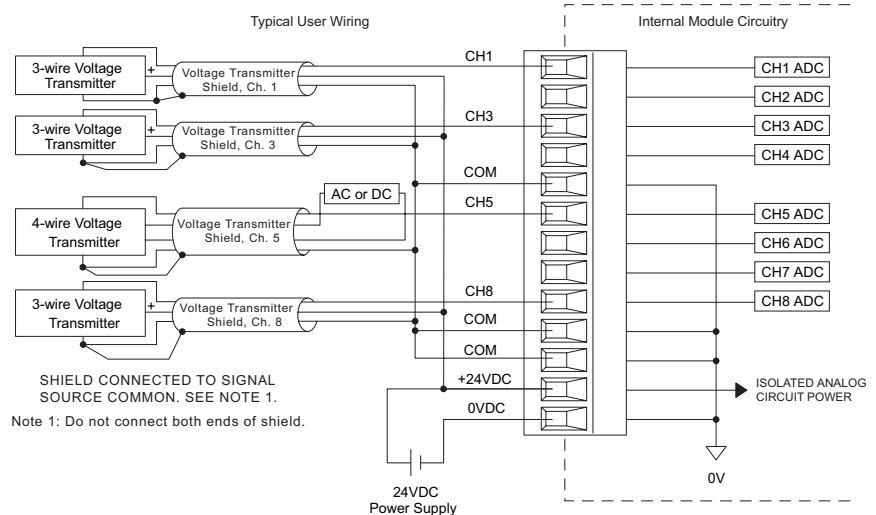 Typical User Wiring
Internal Module Circuitry
3-wire Voltage
Transmitter
+
Voltage Transmitter
Shield, Ch. 1
CH1
CH1 ADC
CH2 ADC
3-wire Voltage
Transmitter
+
Voltage Transmitter
Shield, Ch. 3
CH3
CH3 ADC
CH4 ADC
COM
AC or DC
4-wire Voltage
Transmitter
Voltage Transmitter
Shield, Ch. 5
CH5
CH5 ADC
CH6 ADC
CH7 ADC
3-wire Voltage
Transmitter
+
Voltage Transmitter
Shield, Ch. 8
CH8
CH8 ADC
COM
COM
+24VDC
0VDC
ISOLATED ANALOG
CIRCUIT POWER
SHIELD CONNECTED TO SIGNAL
SOURCE COMMON. SEE NOTE 1.
Note 1: Do not connect both ends of shield.
24VDC
Power Supply
0V